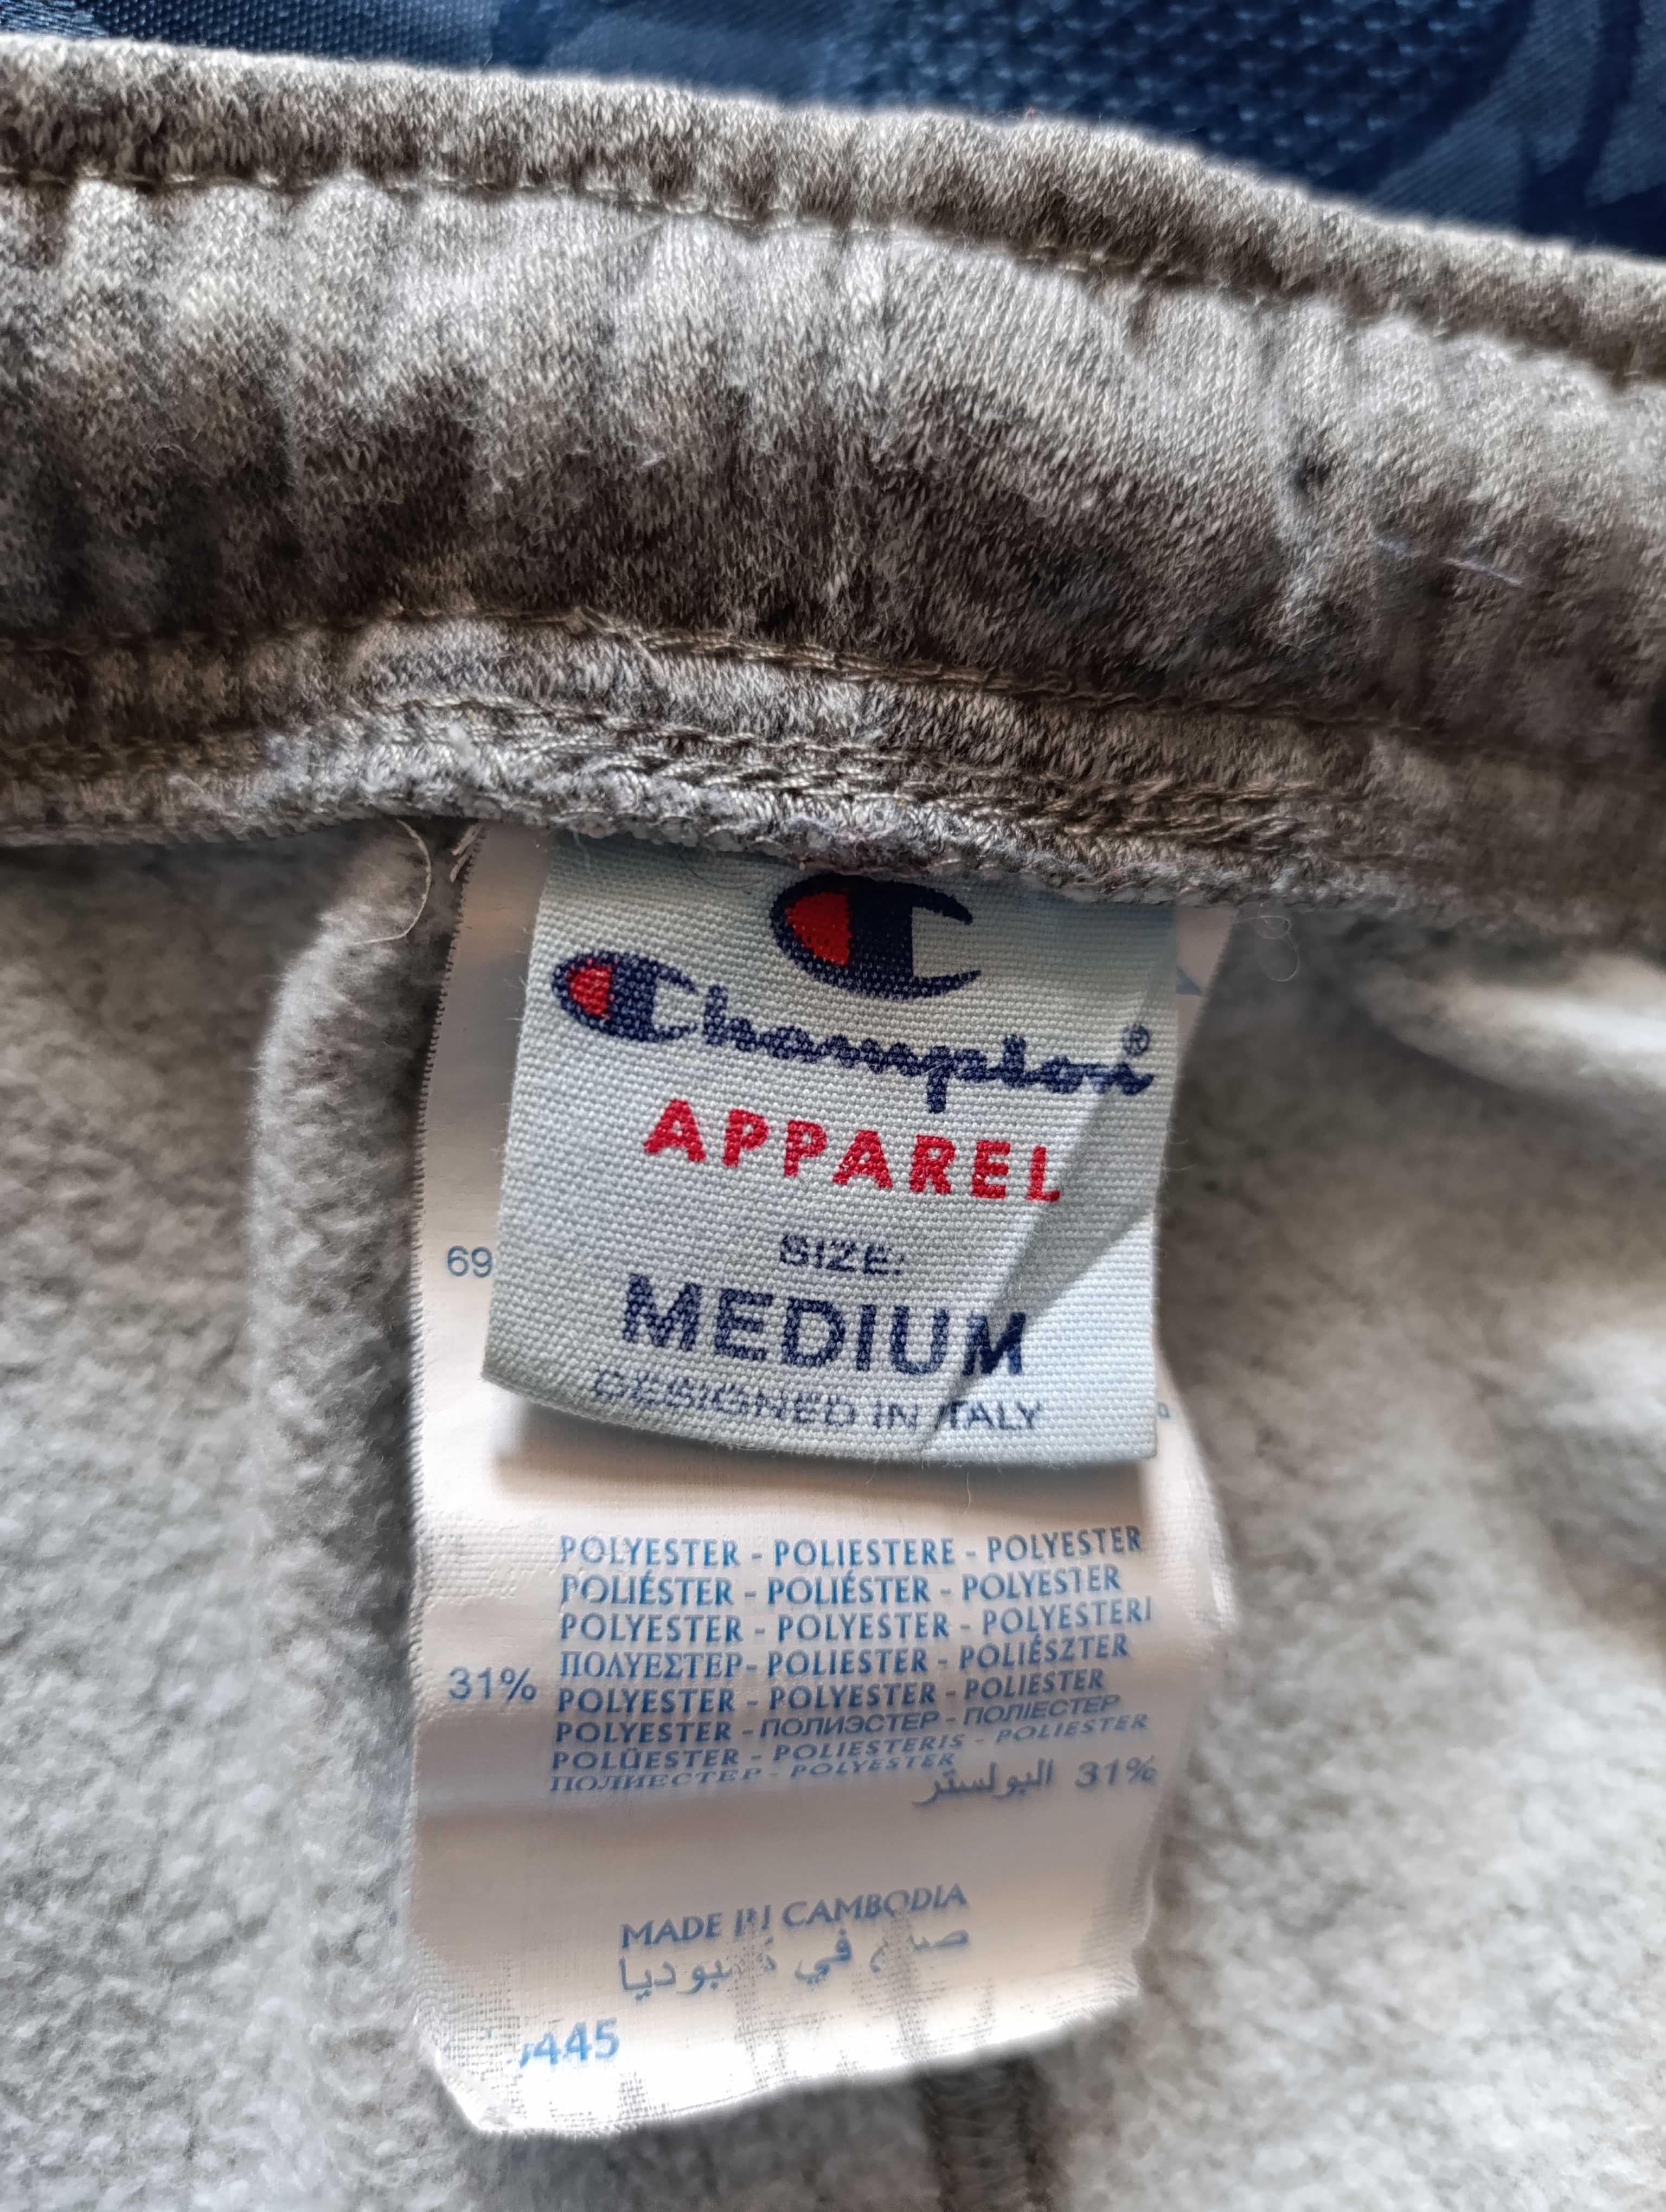 Champion®
APPAREL
SIZE:
MEDIUM
DESIGNED IN ITALY
69
POLYESTER - POLIESTERE - POLYESTER
POLIÉSTER - POLIÉSTER - POLYESTER
POLYESTER - POLYESTER - POLYESTERI
ΠΟΛΥΕΣΤΕΡ - POLIESTER - POLIÉSZTER
31% POLYESTER - POLYESTER - POLIESTER
POLYESTER - ПОЛИЭСТЕР - ПОЛІЕСТЕР
POLÜESTER - POLIESTERIS - POLIESTER
ПОЛИЕСТЕР - POLYESTER
31% البولستر
MADE IN CAMBODIA
صنع في كمبوديا
445